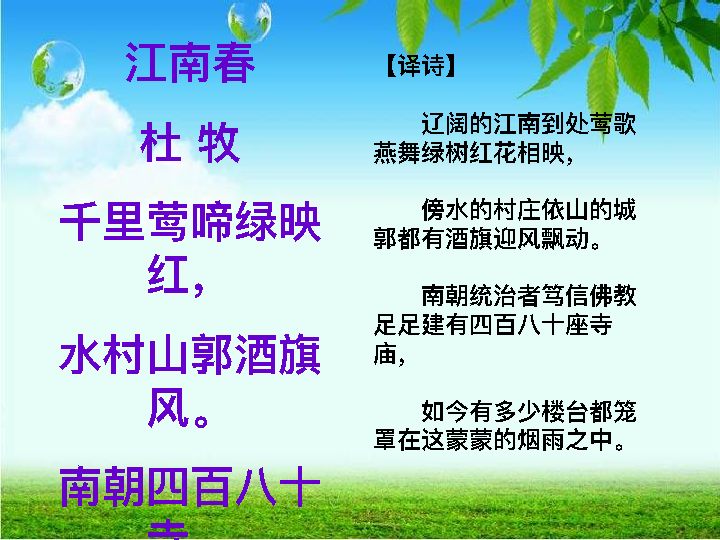 江南春
杜 牧
千里莺啼绿映
红，
水村山郭酒旗
风。
南朝四百八十
【译诗】
辽阔的江南到处莺歌
燕舞绿树红花相映，
傍水的村庄依山的城
郭都有酒旗迎风飘动。
南朝统治者笃信佛教
足足建有四百八十座寺
庙，
如今有多少楼台都笼
罩在这蒙蒙的烟雨之中。